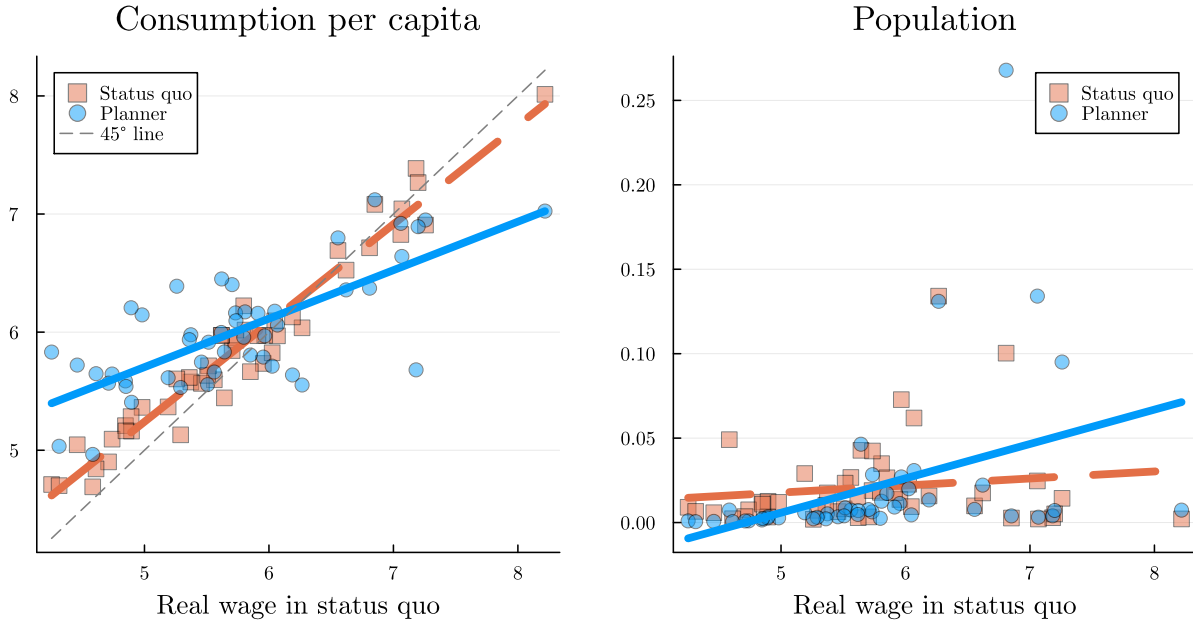 Consumption per capita
8
7
6
5
Status quo
Planner
45° line
5 6 7 8
Real wage in status quo
Population
0.25
0.20
0.15
0.10
0.05
0.00
Status quo
Planner
5 6 7 8
Real wage in status quo